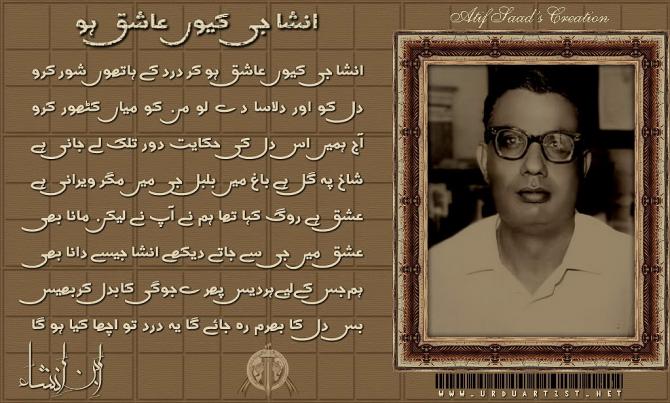 انشا جی کیوں عاشق ہو
Atif Saad's Creation
انشا جی کیوں عاشق ہو کر درد کے ہاتھوں شور کرو
دل کو اور دلاسا دے لو من کو میاں کٹھور کرو
آج ہمیں اس دل کی حکایت دور تلک لے جانی ہے
شاخ پہ گل ہے باغ میں بلبل جی میں مگر ویرانی ہے
عشق ہے روگ کہا تھا ہم نے آپ نے لیکن مانا بھی
عشق میں جی سے جاتے دیکھے انشا جیسے دانا بھی
ہم جس کے لیے پردیس پھرے جوگی کا بدل کر بھیس
بس دل کا بھرم رہ جائے گا یہ درد تو اچھا کیا ہو گا
ابن انشاء
WWW.URDUARTIST.NET